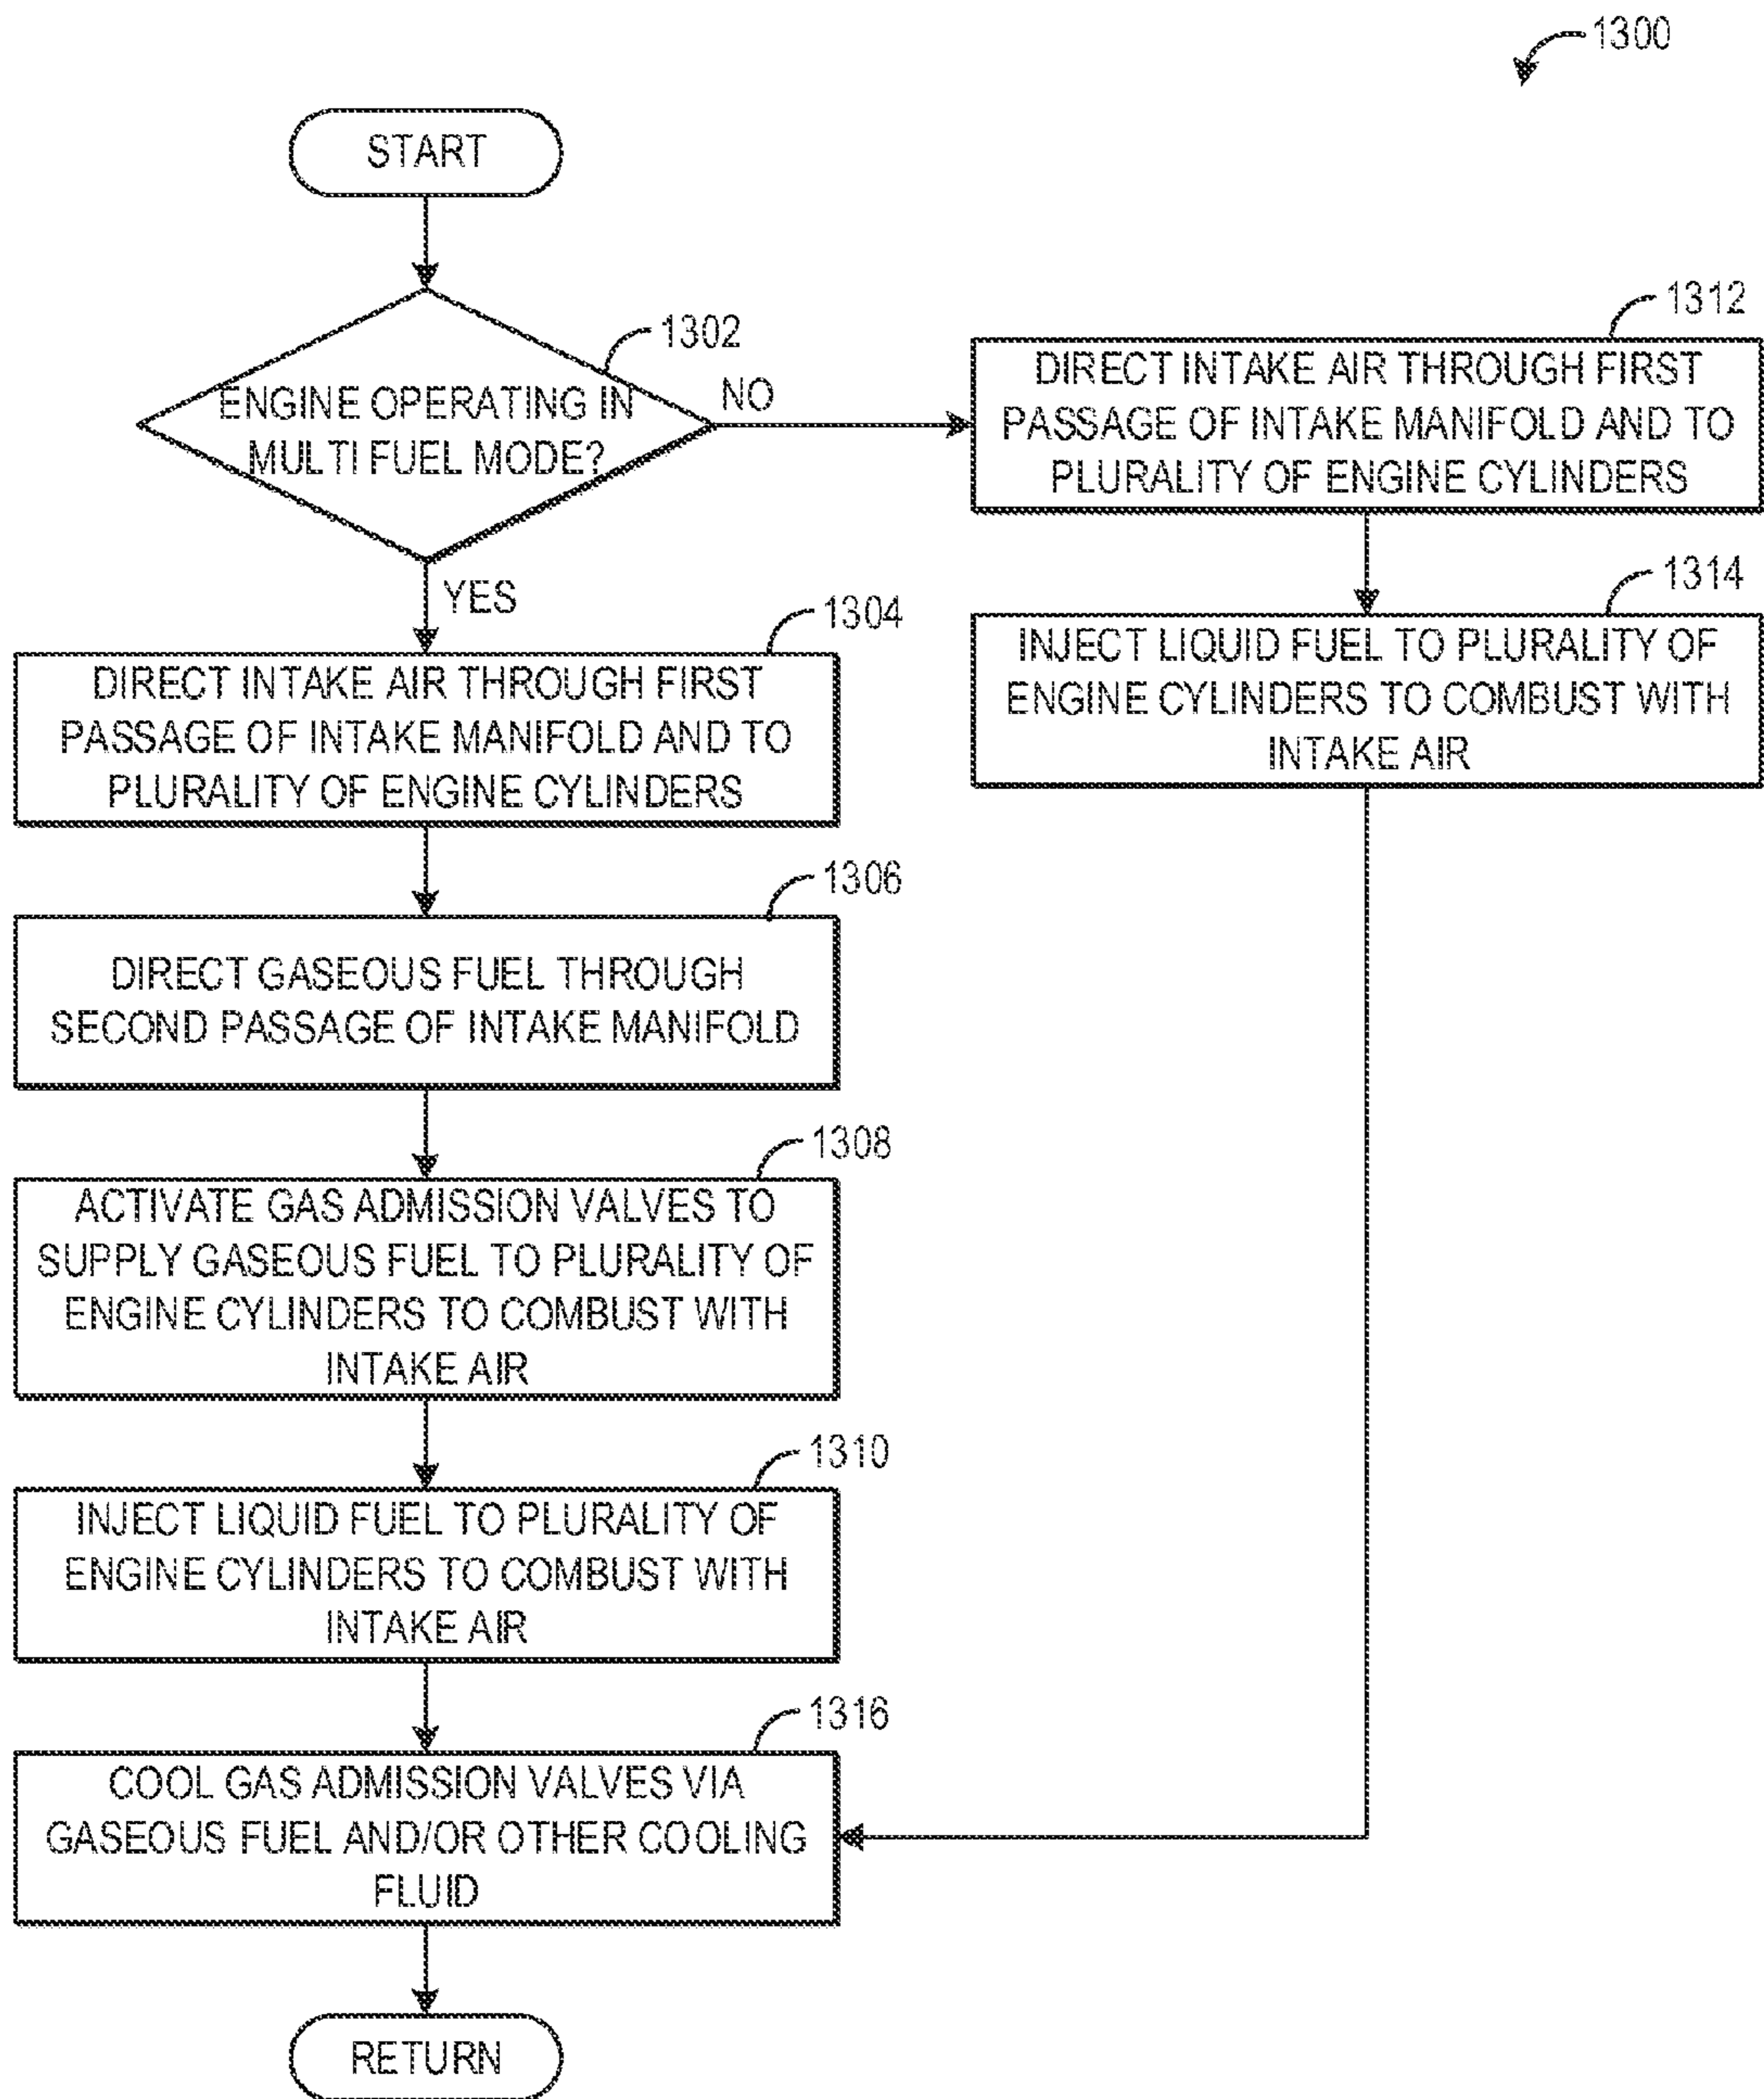 1300
START
1302
ENGINE OPERATING IN
MULTI FUEL MODE?
NO
YES
1312
DIRECT INTAKE AIR THROUGH FIRST
PASSAGE OF INTAKE MANIFOLD AND TO
PLURALITY OF ENGINE CYLINDERS
1314
INJECT LIQUID FUEL TO PLURALITY OF
ENGINE CYLINDERS TO COMBUST WITH
INTAKE AIR
1304
DIRECT INTAKE AIR THROUGH FIRST
PASSAGE OF INTAKE MANIFOLD AND TO
PLURALITY OF ENGINE CYLINDERS
1306
DIRECT GASEOUS FUEL THROUGH
SECOND PASSAGE OF INTAKE MANIFOLD
1308
ACTIVATE GAS ADMISSION VALVES TO
SUPPLY GASEOUS FUEL TO PLURALITY OF
ENGINE CYLINDERS TO COMBUST WITH
INTAKE AIR
1310
INJECT LIQUID FUEL TO PLURALITY OF
ENGINE CYLINDERS TO COMBUST WITH
INTAKE AIR
1316
COOL GAS ADMISSION VALVES VIA
GASEOUS FUEL AND/OR OTHER COOLING
FLUID
RETURN